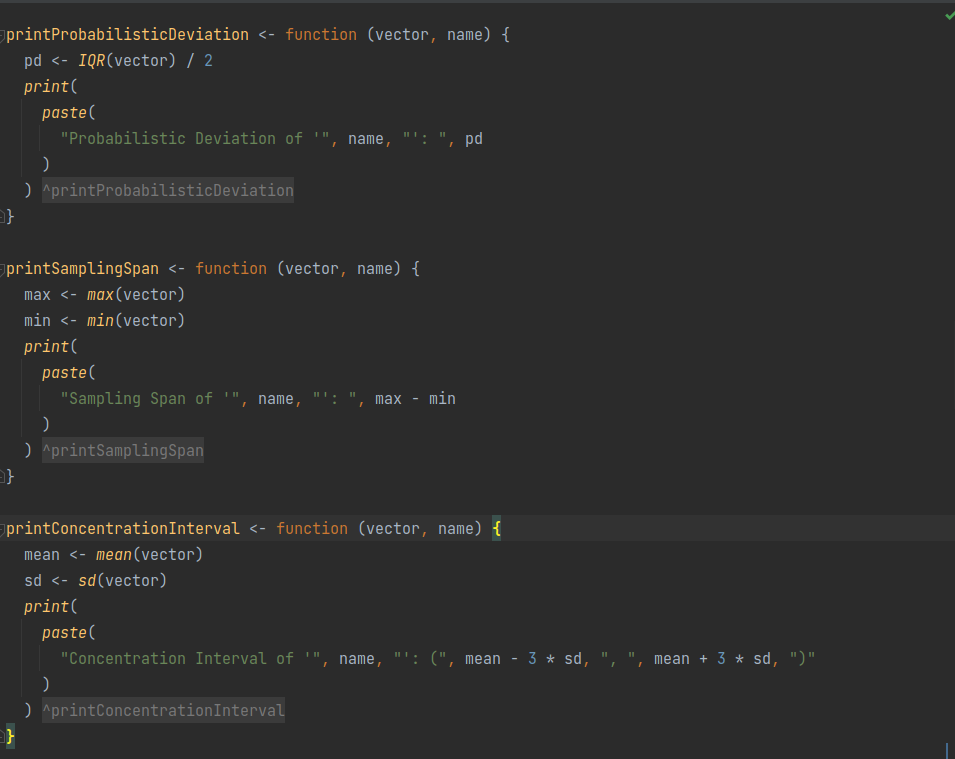 printProbabilisticDeviation <- function (vector, name) {
  pd <- IQR(vector) / 2
  print(
    paste(
      "Probabilistic Deviation of '", name, "': ", pd
    )
  ) ^printProbabilisticDeviation
}
printSamplingSpan <- function (vector, name) {
  max <- max(vector)
  min <- min(vector)
  print(
    paste(
      "Sampling Span of '", name, "': ", max - min
    )
  ) ^printSamplingSpan
}
printConcentrationInterval <- function (vector, name) {
  mean <- mean(vector)
  sd <- sd(vector)
  print(
    paste(
      "Concentration Interval of '", name, "': (", mean - 3 * sd, ", ", mean + 3 * sd, ")"
    )
  ) ^printConcentrationInterval
}